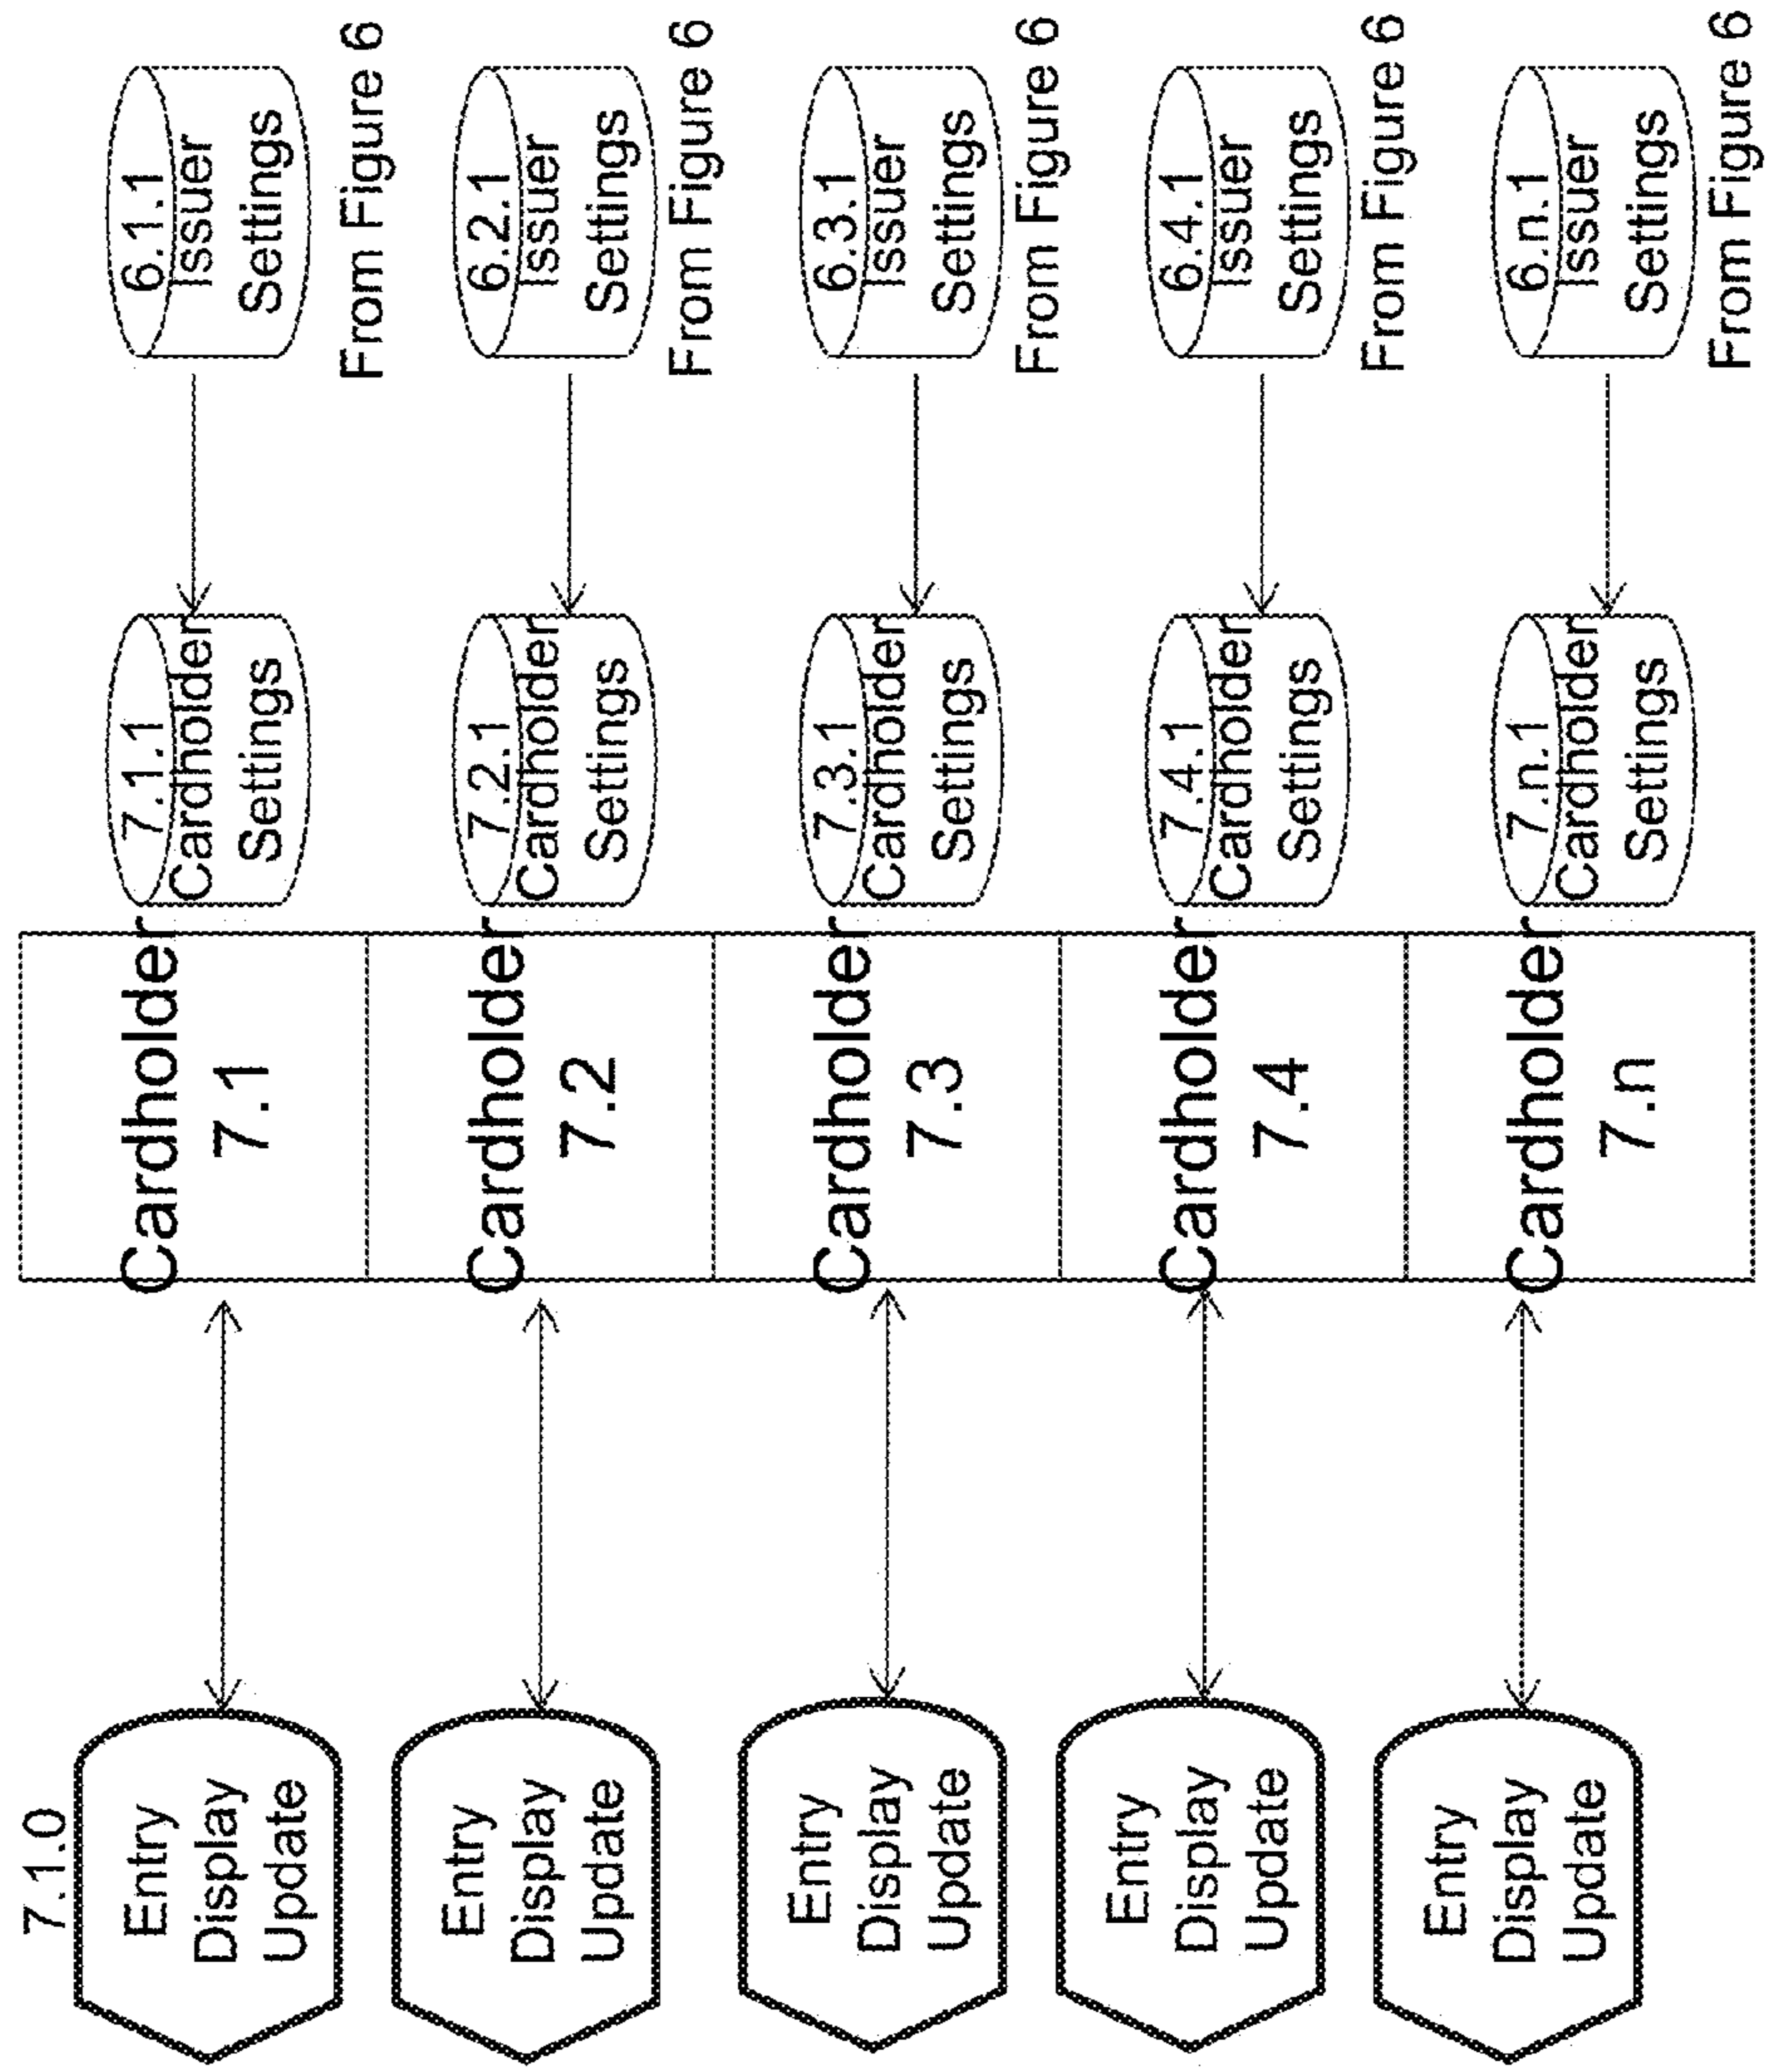 7.1.0
Entry
Display
Update
Cardholder
7.1
7.1.1
Cardholder
Settings
6.1.1
Issuer
Settings
From Figure 6
Entry
Display
Update
Cardholder
7.2
7.2.1
Cardholder
Settings
6.2.1
Issuer
Settings
From Figure 6
Entry
Display
Update
Cardholder
7.3
7.3.1
Cardholder
Settings
6.3.1
Issuer
Settings
From Figure 6
Entry
Display
Update
Cardholder
7.4
7.4.1
Cardholder
Settings
6.4.1
Issuer
Settings
From Figure 6
Entry
Display
Update
Cardholder
7.n
7.n.1
Cardholder
Settings
6.n.1
Issuer
Settings
From Figure 6